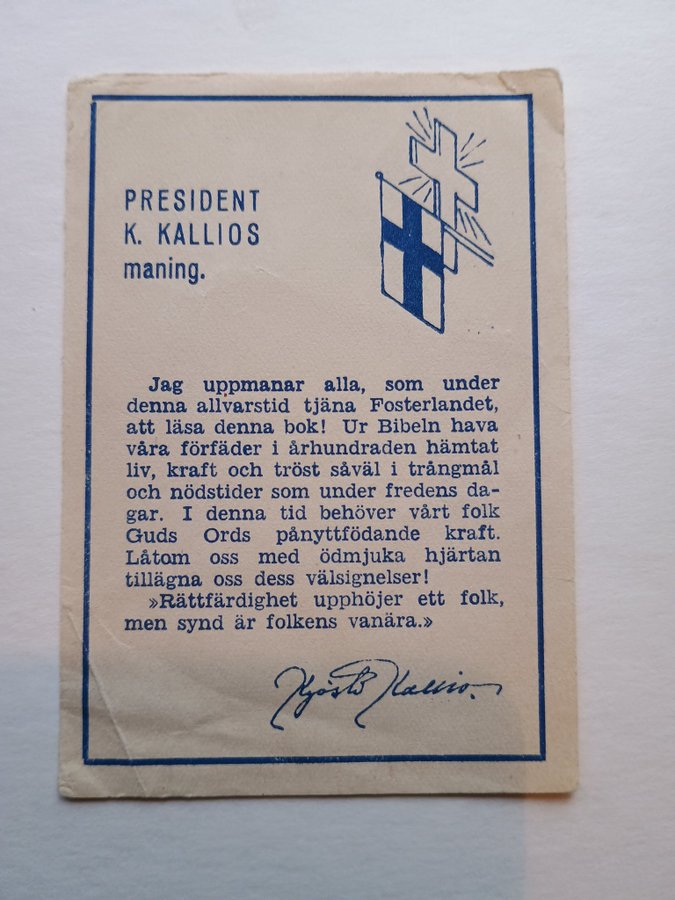 PRESIDENT
K. KALLIOS
maning.
Jag uppmanar alla, som under
denna allvarstid tjäna Fosterlandet,
att läsa denna bok! Ur Bibeln hava
våra förfäder i århundraden hämtat
liv, kraft och tröst såväl i trångmål
och nödstider som under fredens da-
gar. I denna tid behöver vårt folk
Guds Ords pånyttfödande kraft.
Låtom oss med ödmjuka hjärtan
tillägna oss dess välsignelser!
»Rättfärdighet upphöjer ett folk,
men synd är folkens vanära.»
Kyösti Kallio.